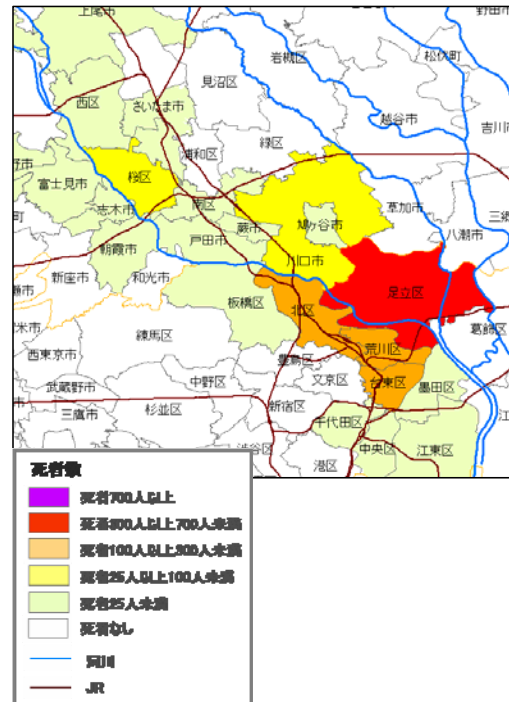 上尾市
野田市
岩槻区
松伏町
見沼区
西区
さいたま市
越谷市
吉川市
浦和区
緑区
桜区
富士見市
志木市
南区
草加市
鳩ヶ谷市
蕨市
戸田市
川口市
八潮市
朝霞市
新座市
和光市
足立区
板橋区
北区
練馬区
荒川区
葛飾区
西東京市
豊島区
文京区
台東区
墨田区
中野区
武蔵野市
新宿区
杉並区
三鷹市
千代田区
渋谷区
中央区
江東区
港区
死者数
死者700人以上
死者300人以上700人未満
死者100人以上300人未満
死者25人以上100人未満
死者25人未満
死者なし
河川
JR